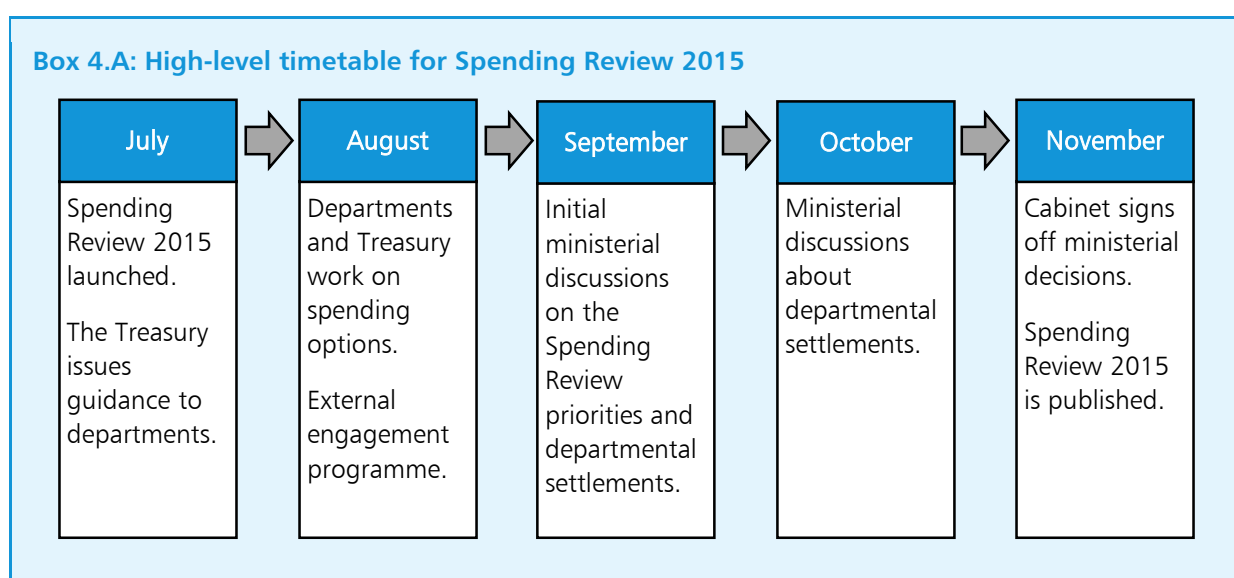 Box 4.A: High-level timetable for Spending Review 2015
July
Spending
Review 2015
launched.
The Treasury
issues
guidance to
departments.
August
Departments
and Treasury
work on
spending
options.
External
engagement
programme.
September
Initial
ministerial
discussions
on the
Spending
Review
priorities and
departmental
settlements.
October
Ministerial
discussions
about
departmental
settlements.
November
Cabinet signs
off ministerial
decisions.
Spending
Review 2015
is published.